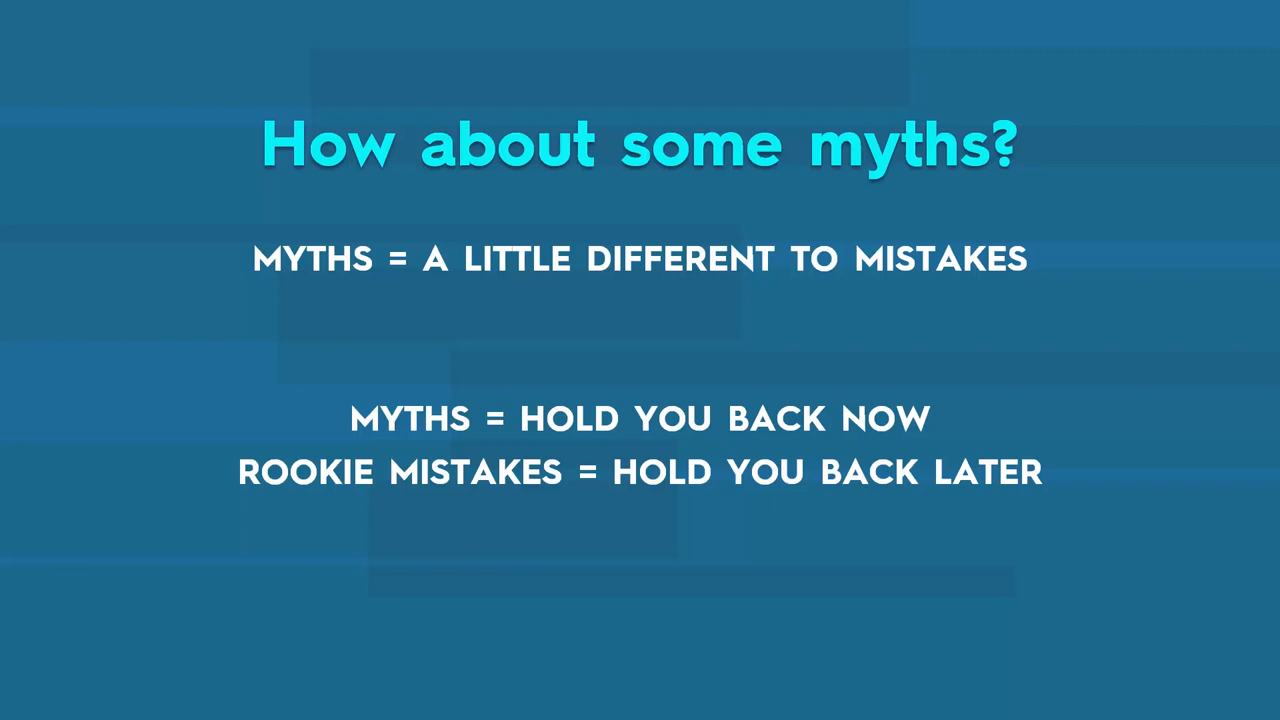 How about some myths?
MYTHS = A LITTLE DIFFERENT TO MISTAKES
MYTHS = HOLD YOU BACK NOW
ROOKIE MISTAKES = HOLD YOU BACK LATER